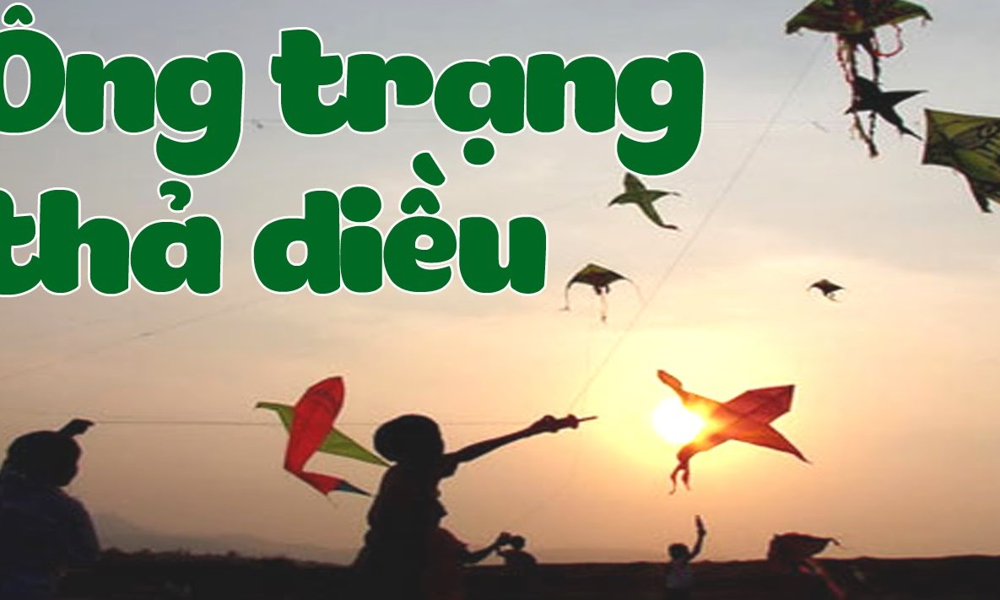 Ông trạng
thả diều